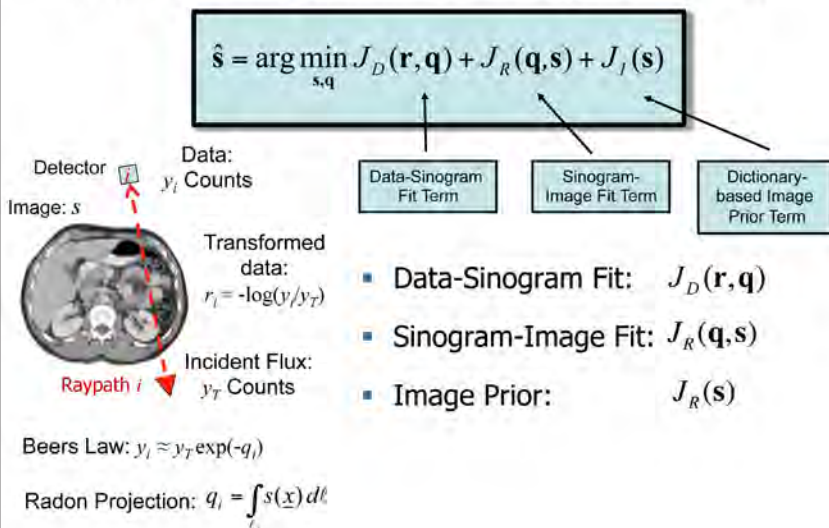 ŝ = arg min J_D(r,q) + J_R(q,s) + J_I(s)
s,q
Data-Sinogram
Fit Term
Sinogram-
Image Fit Term
Dictionary-
based Image
Prior Term
Detector
i
Data:
y_i Counts
Image: s
Transformed
data:
r_i = -log(y_i/y_T)
Incident Flux:
y_T Counts
Raypath i
Beers Law: y_i ≈ y_T exp(-q_i)
Radon Projection: q_i = ∫ s(x) dℓ
▪ Data-Sinogram Fit: J_D(r,q)
▪ Sinogram-Image Fit: J_R(q,s)
▪ Image Prior: J_R(s)